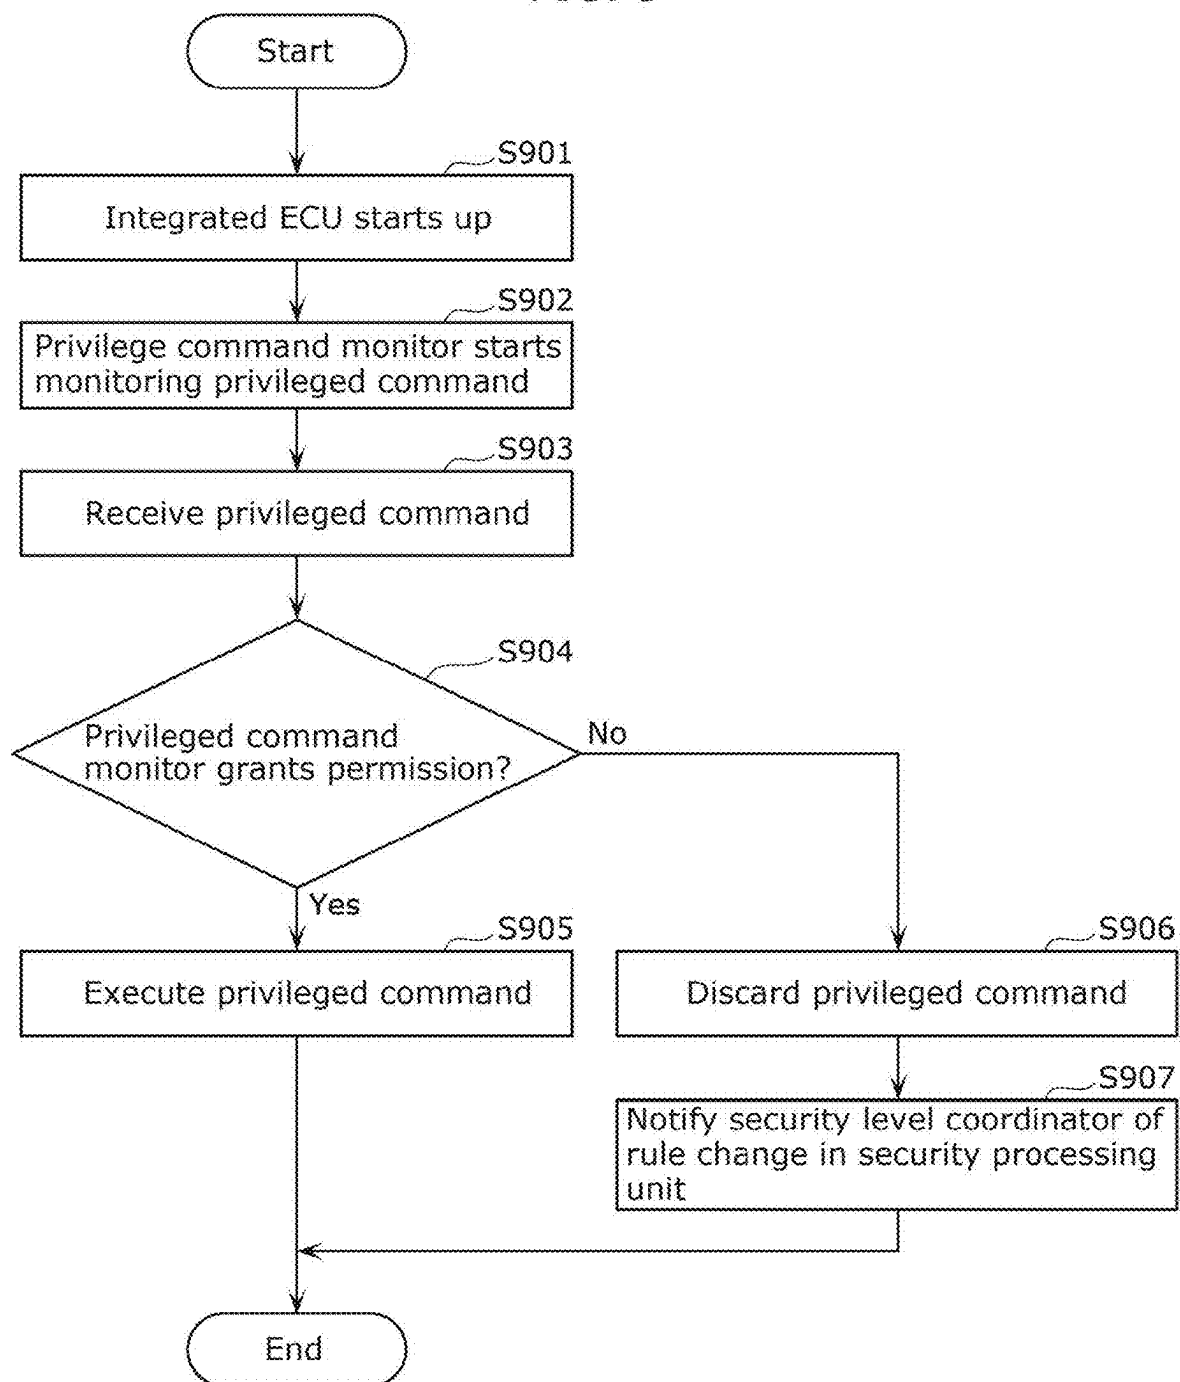 Start
S901
Integrated ECU starts up
S902
Privilege command monitor starts
monitoring privileged command
S903
Receive privileged command
S904
Privileged command
monitor grants permission?
No
Yes
S905
Execute privileged command
S906
Discard privileged command
S907
Notify security level coordinator of
rule change in security processing
unit
End